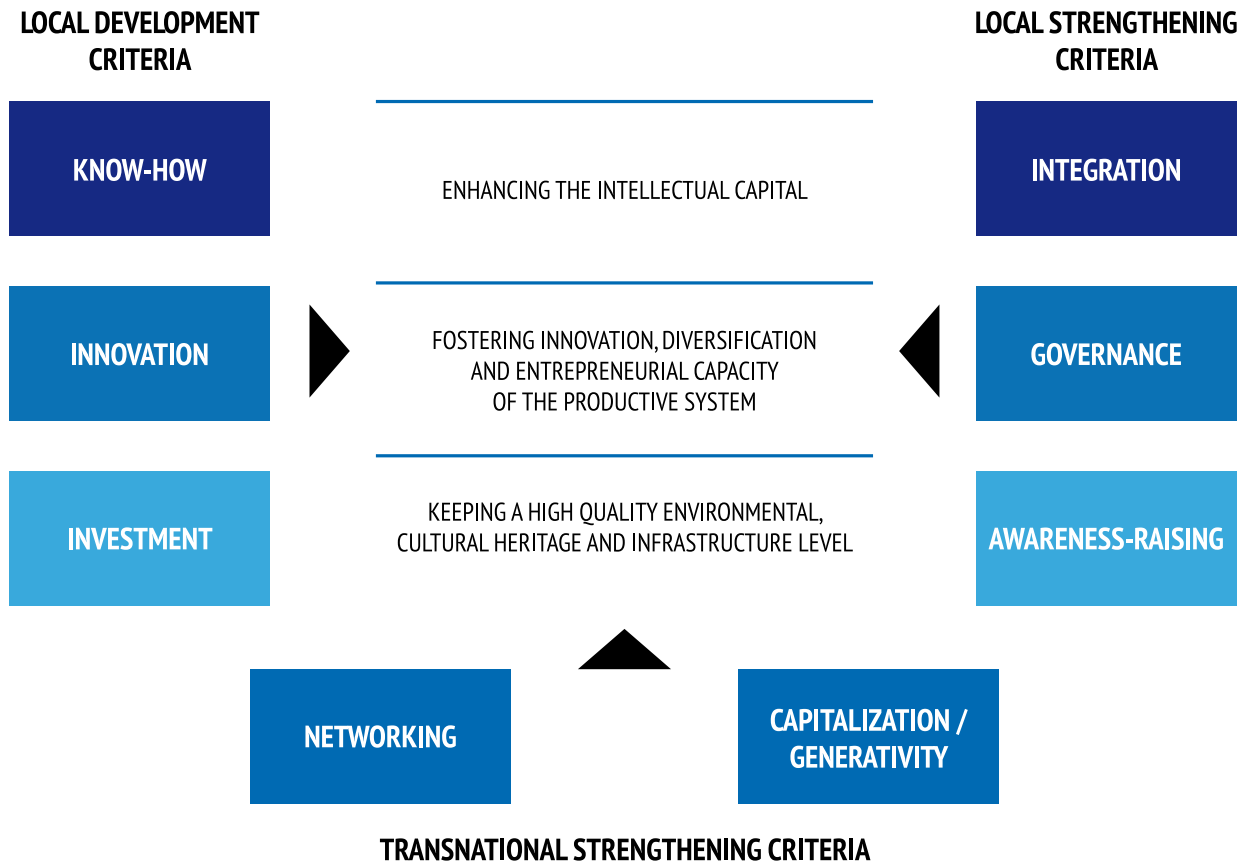 LOCAL DEVELOPMENT
CRITERIA
LOCAL STRENGTHENING
CRITERIA
KNOW-HOW
ENHANCING THE INTELLECTUAL CAPITAL
INTEGRATION
INNOVATION
FOSTERING INNOVATION, DIVERSIFICATION
AND ENTREPRENEURIAL CAPACITY
OF THE PRODUCTIVE SYSTEM
GOVERNANCE
INVESTMENT
KEEPING A HIGH QUALITY ENVIRONMENTAL,
CULTURAL HERITAGE AND INFRASTRUCTURE LEVEL
AWARENESS-RAISING
NETWORKING
CAPITALIZATION /
GENERATIVITY
TRANSNATIONAL STRENGTHENING CRITERIA